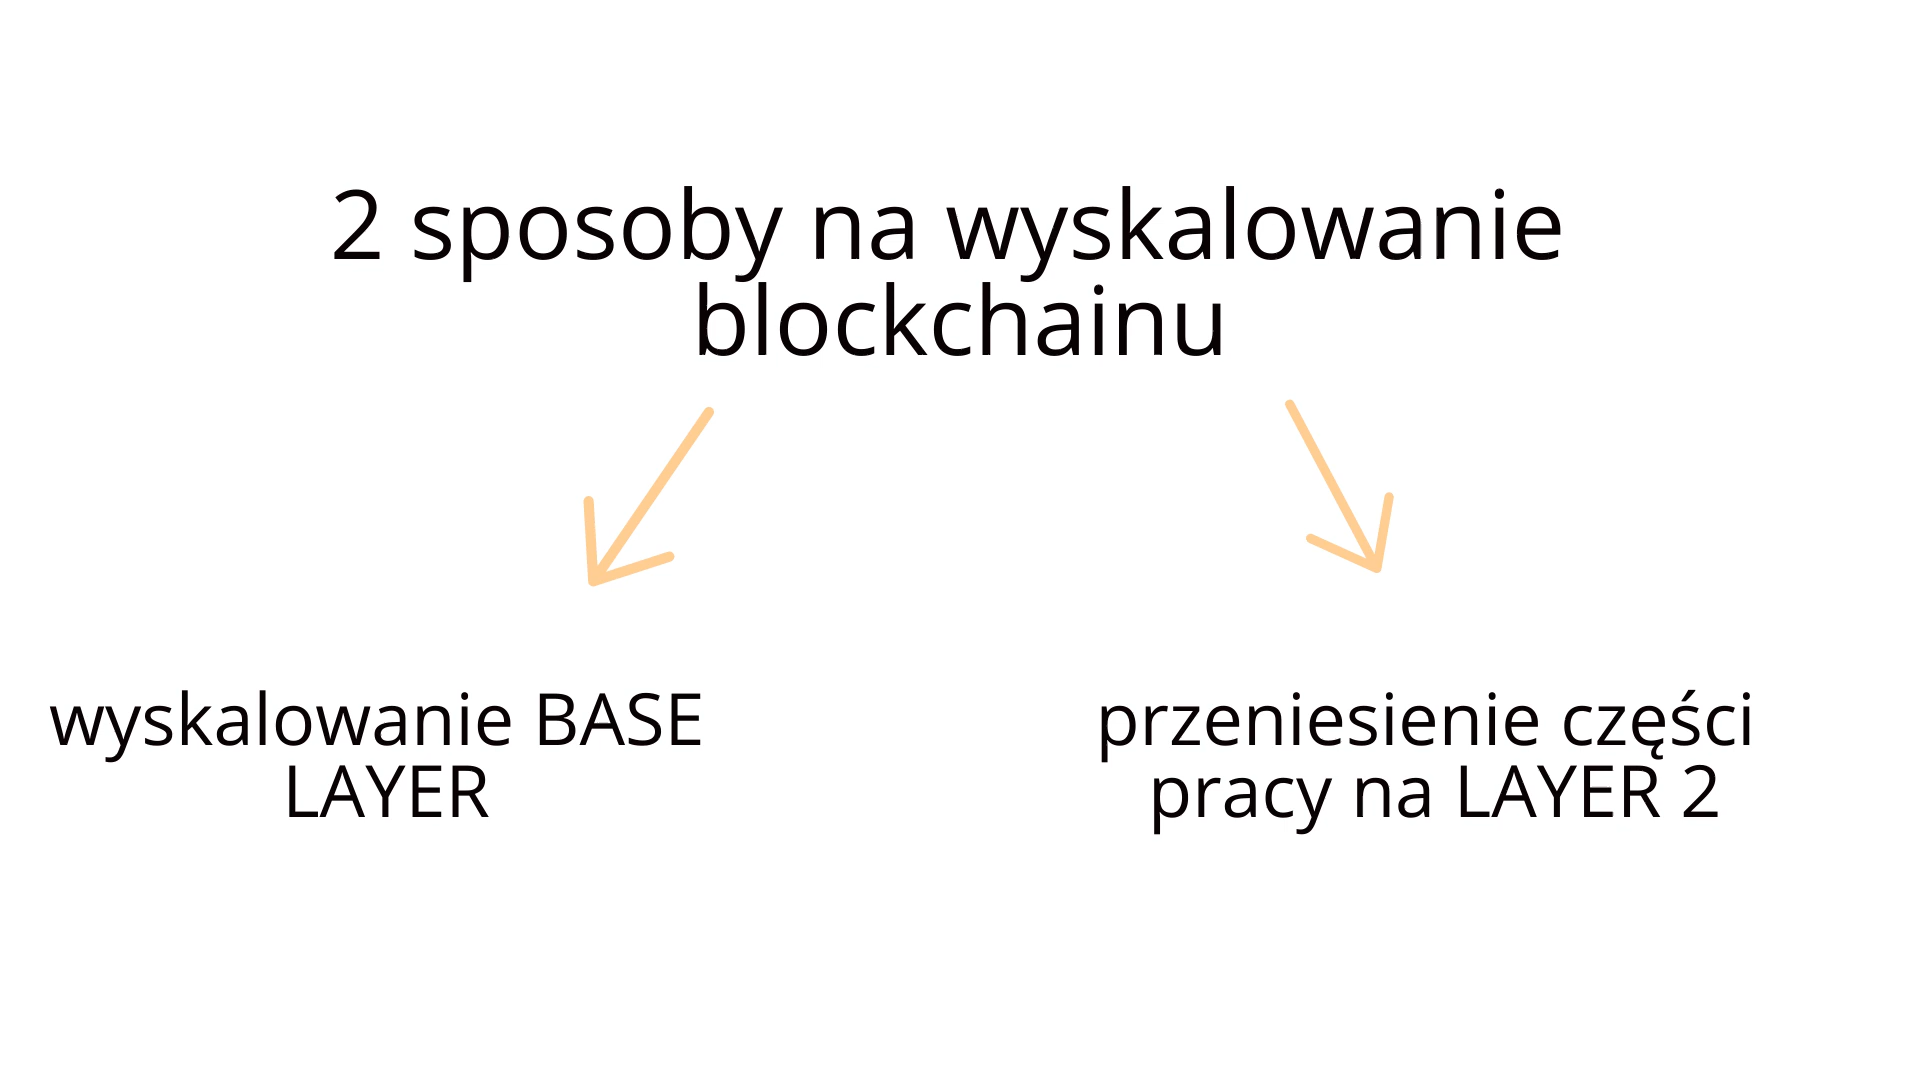 2 sposoby na wyskalowanie
blockchainu
wyskalowanie BASE
LAYER
przeniesienie części
pracy na LAYER 2